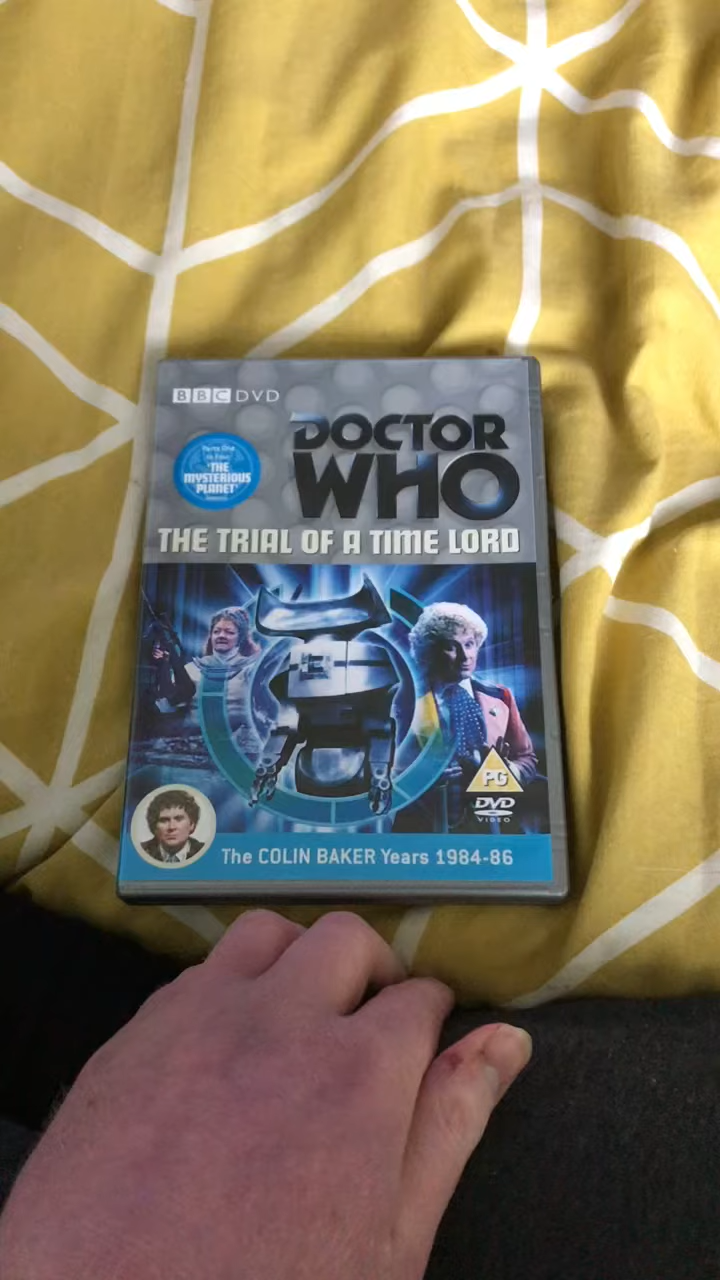 BBC DVD
DOCTOR
WHO
Parts One
to Four
'THE
MYSTERIOUS
PLANET'
THE TRIAL OF A TIME LORD
PG
DVD
VIDEO
The COLIN BAKER Years 1984-86